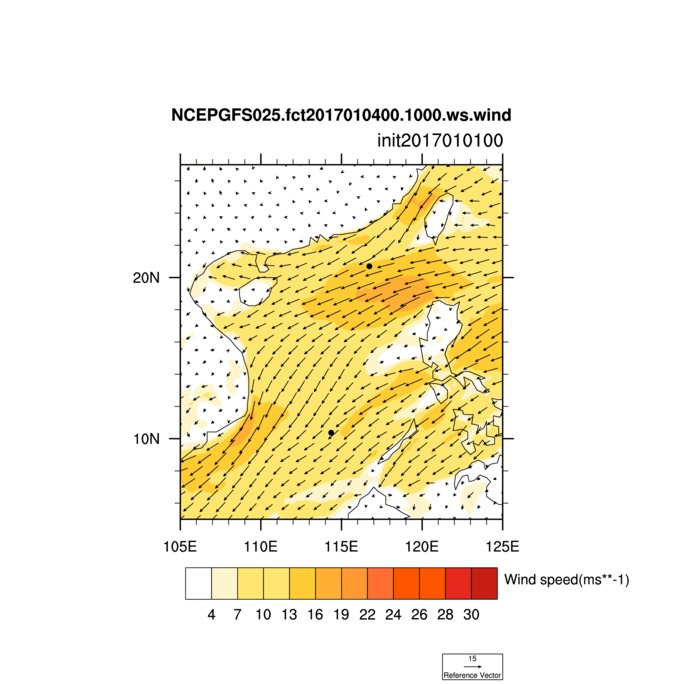 NCEPGFS025.fct2017010400.1000.ws.wind
init2017010100
20N
10N
105E 110E 115E 120E 125E
Wind speed(ms**-1)
4 7 10 13 16 19 22 24 26 28 30
15
Reference Vector